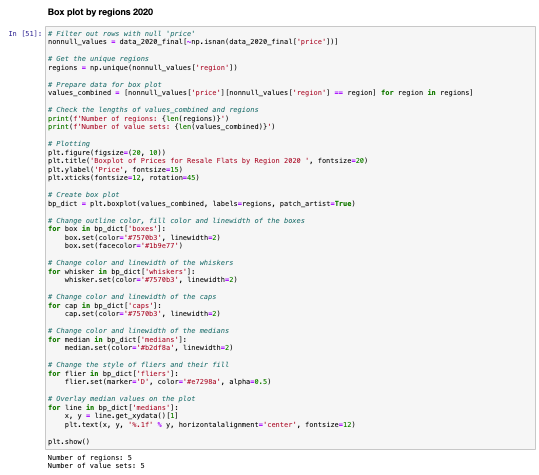 Box plot by regions 2020
In [51]: # Filter out rows with null 'price'
nonnull_values = data_2020_final[~np.isnan(data_2020_final['price'])]
# Get the unique regions
regions = np.unique(nonnull_values['region'])
# Prepare data for box plot
values_combined = [nonnull_values['price'][nonnull_values['region'] == region] for region in regions]
# Check the lengths of values_combined and regions
print(f'Number of regions: {len(regions)}')
print(f'Number of value sets: {len(values_combined)}')
# Plotting
plt.figure(figsize=(20, 10))
plt.title('Boxplot of Prices for Resale Flats by Region 2020 ', fontsize=20)
plt.ylabel('Price', fontsize=15)
plt.xticks(fontsize=12, rotation=45)
# Create box plot
bp_dict = plt.boxplot(values_combined, labels=regions, patch_artist=True)
# Change outline color, fill color and linewidth of the boxes
for box in bp_dict['boxes']:
    box.set(color='#7570b3', linewidth=2)
    box.set(facecolor='#1b9e77')
# Change color and linewidth of the whiskers
for whisker in bp_dict['whiskers']:
    whisker.set(color='#7570b3', linewidth=2)
# Change color and linewidth of the caps
for cap in bp_dict['caps']:
    cap.set(color='#7570b3', linewidth=2)
# Change color and linewidth of the medians
for median in bp_dict['medians']:
    median.set(color='#b2df8a', linewidth=2)
# Change the style of fliers and their fill
for flier in bp_dict['fliers']:
    flier.set(marker='D', color='#e7298a', alpha=0.5)
# Overlay median values on the plot
for line in bp_dict['medians']:
    x, y = line.get_xydata()[1]
    plt.text(x, y, '%.1f' % y, horizontalalignment='center', fontsize=12)
plt.show()
Number of regions: 5
Number of value sets: 5